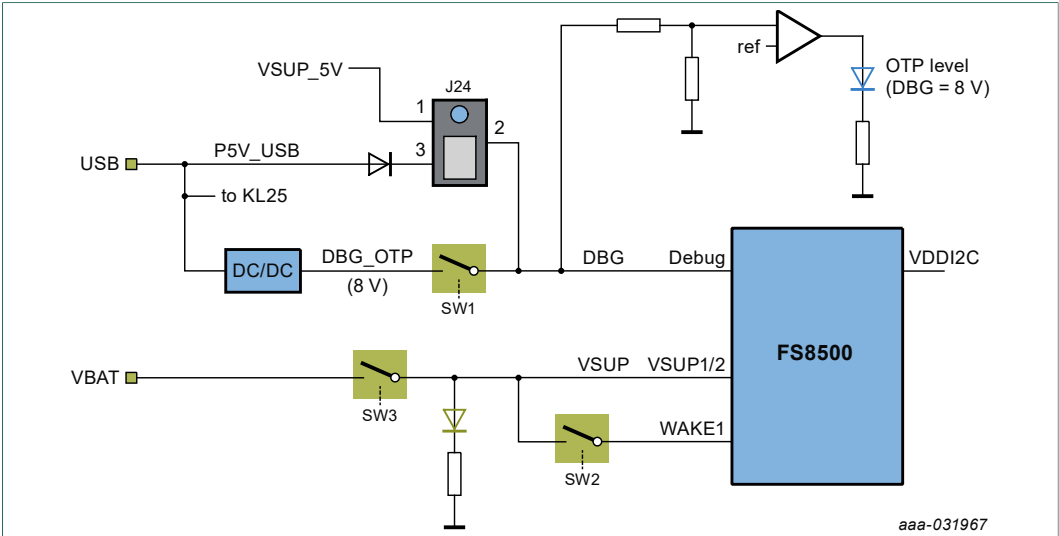 ref
OTP level
(DBG = 8 V)
VSUP_5V
J24
1
2
3
USB
P5V_USB
to KL25
DC/DC
DBG_OTP
(8 V)
SW1
DBG
Debug
VDDI2C
FS8500
VBAT
SW3
VSUP
VSUP1/2
SW2
WAKE1
aaa-031967